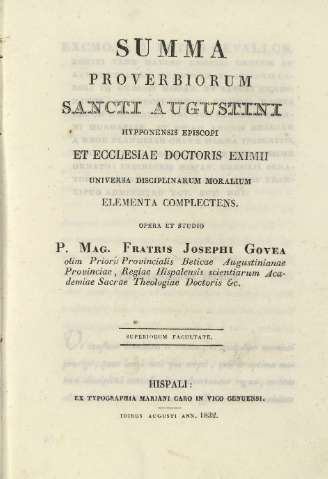 SUMMA
PROVERBIORUM
SANCTI AUGUSTINI
HYPPONENSIS EPISCOPI
ET ECCLESIAE DOCTORIS EXIMII
UNIVERSA DISCIPLINARUM MORALIUM
ELEMENTA COMPLECTENS.
OPERA ET STUDIO
P. MAG. FRATRIS JOSEPHI GOVEA
olim Prioris Provincialis Beticae Augustinianae
Provinciae, Regiae Hispalensis scientiarum Aca-
demiae Sacrae Theologiae Doctoris &c.
SUPERIORUM FACULTATE.
HISPALI:
EX TYPOGRAPHIA MARIANI CARO IN VICO GENUENSI.
IDIBUS AUGUSTI ANN. 1832.